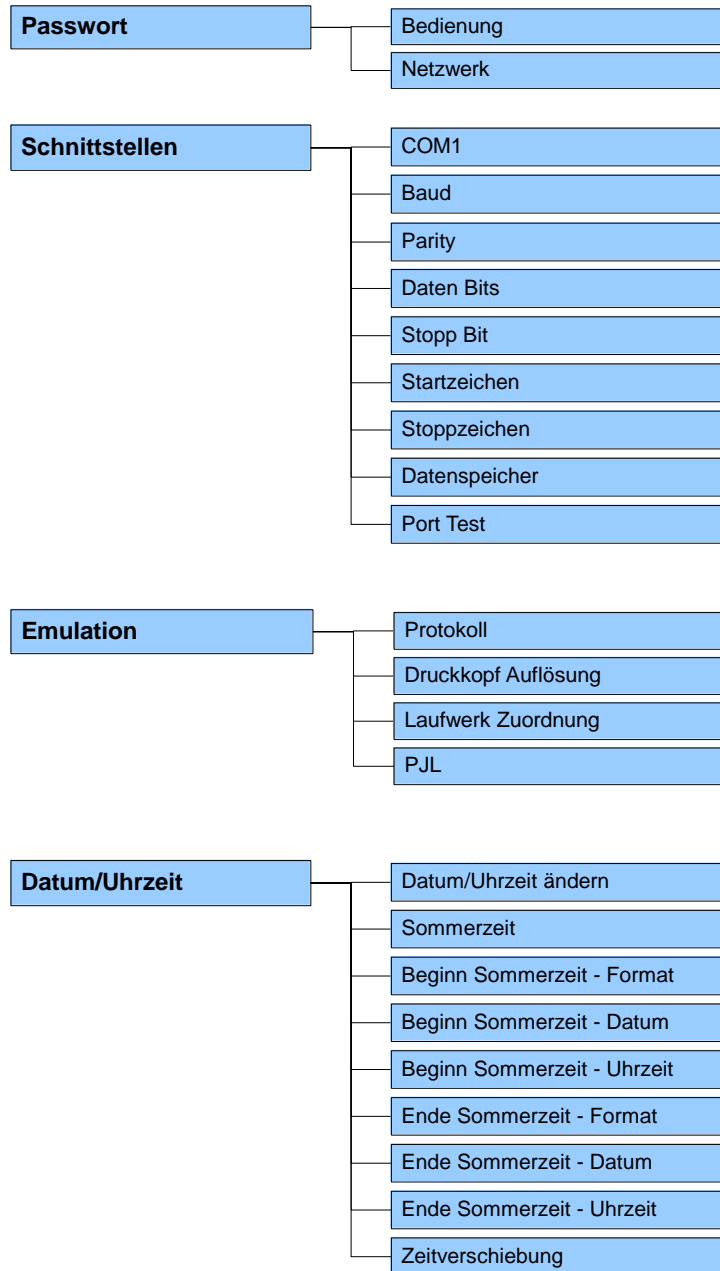 Passwort
Bedienung
Netzwerk
Schnittstellen
COM1
Baud
Parity
Daten Bits
Stopp Bit
Startzeichen
Stoppzeichen
Datenspeicher
Port Test
Emulation
Protokoll
Druckkopf Auflösung
Laufwerk Zuordnung
PJL
Datum/Uhrzeit
Datum/Uhrzeit ändern
Sommerzeit
Beginn Sommerzeit - Format
Beginn Sommerzeit - Datum
Beginn Sommerzeit - Uhrzeit
Ende Sommerzeit - Format
Ende Sommerzeit - Datum
Ende Sommerzeit - Uhrzeit
Zeitverschiebung